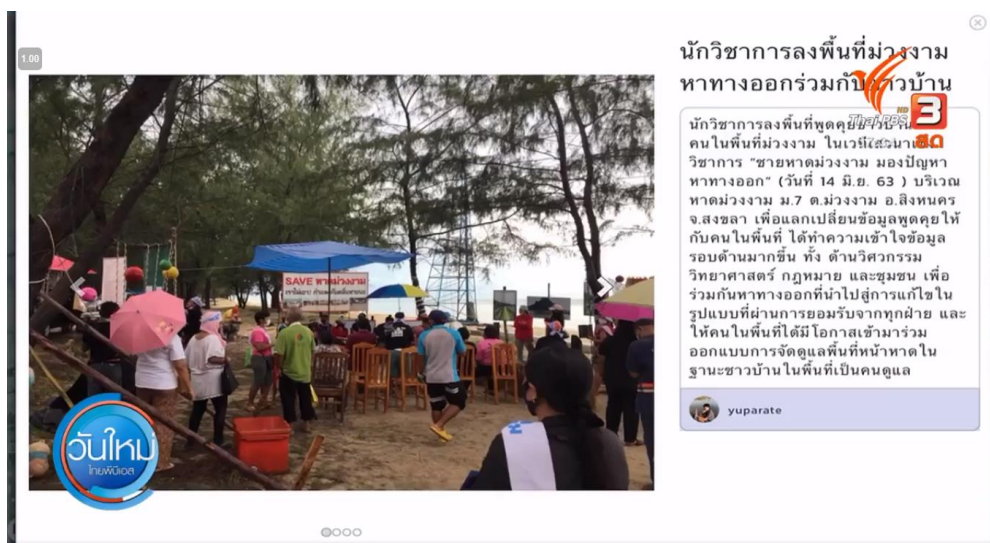 1.00
นักวิชาการลงพื้นที่ม่วงงาม
หาทางออกร่วมกับชาวบ้าน
Thai PBS
HD
3
สด
นักวิชาการลงพื้นที่พูดคุยชาวบ้าน
คนในพื้นที่ม่วงงาม ในเวทีเสวนาเชิง
วิชาการ "ชายหาดม่วงงาม มองปัญหา
หาทางออก" (วันที่ 14 มิ.ย. 63 ) บริเวณ
หาดม่วงงาม ม.7 ต.ม่วงงาม อ.สิงหนคร
จ.สงขลา เพื่อแลกเปลี่ยนข้อมูลพูดคุยให้
กับคนในพื้นที่ ได้ทำความเข้าใจข้อมูล
รอบด้านมากขึ้น ทั้ง ด้านวิศวกรรม
วิทยาศาสตร์ กฎหมาย และชุมชน เพื่อ
ร่วมกันหาทางออกที่นำไปสู่การแก้ไขใน
รูปแบบที่ผ่านการยอมรับจากทุกฝ่าย และ
ให้คนในพื้นที่ได้มีโอกาสเข้ามาร่วม
ออกแบบการจัดดูแลพื้นที่หน้าหาดใน
ฐานะชาวบ้านในพื้นที่เป็นคนดูแล
yuparate
SAVE หาดม่วงงาม
วันใหม่
ไทยพีบีเอส